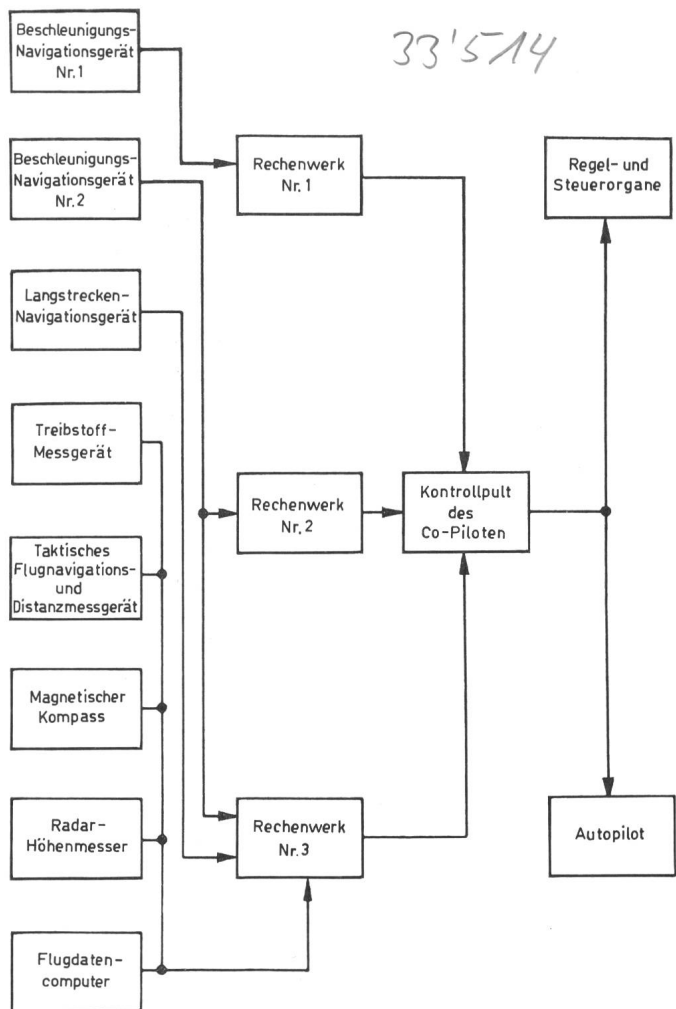 33'514
Beschleunigungs-
Navigationsgerät
Nr.1
Beschleunigungs-
Navigationsgerät
Nr.2
Langstrecken-
Navigationsgerät
Treibstoff-
Messgerät
Taktisches
Flugnavigations-
und
Distanzmessgerät
Magnetischer
Kompass
Radar-
Höhenmesser
Flugdaten-
computer
Rechenwerk
Nr.1
Rechenwerk
Nr.2
Rechenwerk
Nr.3
Kontrollpult
des
Co-Piloten
Regel- und
Steuerorgane
Autopilot